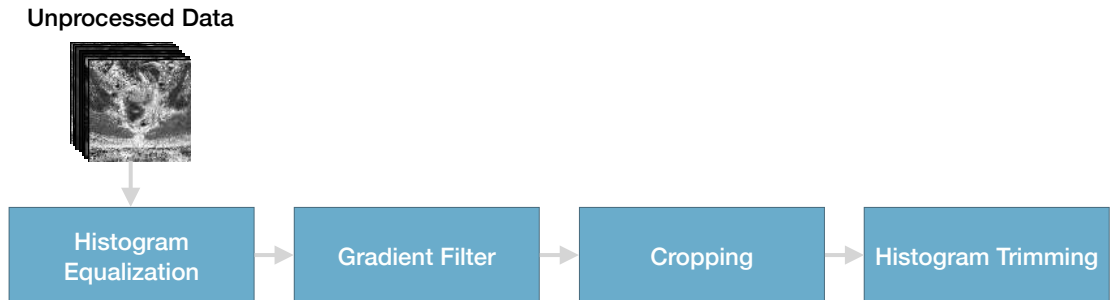 Unprocessed Data
Histogram
Equalization
Gradient Filter
Cropping
Histogram Trimming